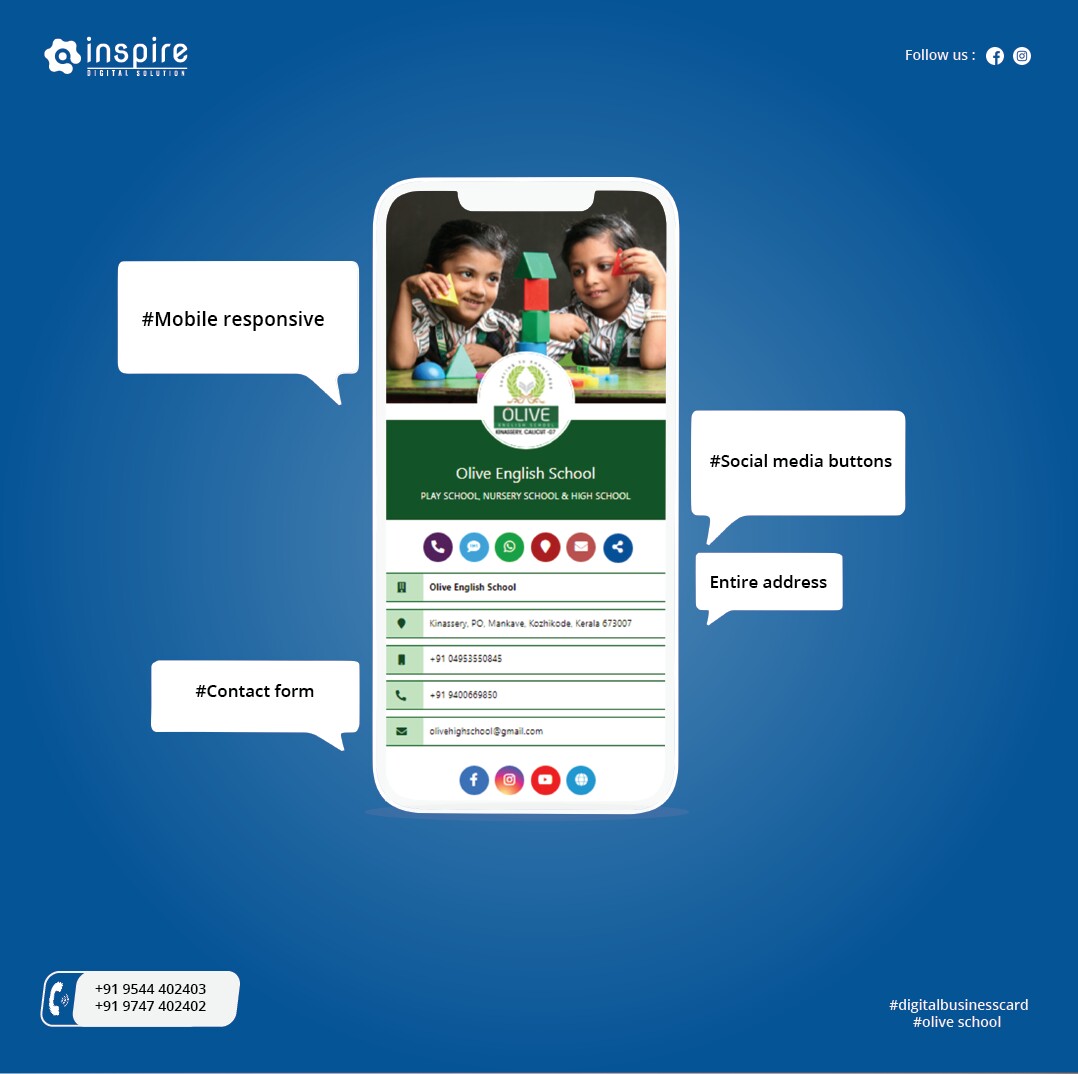 inspire
DIGITAL SOLUTION
Follow us :
#Mobile responsive
OLIVE
ENGLISH SCHOOL
KINASSERY, CALICUT -07
#Social media buttons
Olive English School
PLAY SCHOOL, NURSERY SCHOOL & HIGH SCHOOL
Entire address
Olive English School
Kinassery, PO, Mankave, Kozhikode, Kerala 673007
+91 04953550845
#Contact form
+91 9400669850
olivehighschool@gmail.com
+91 9544 402403
+91 9747 402402
#digitalbusinesscard
#olive school